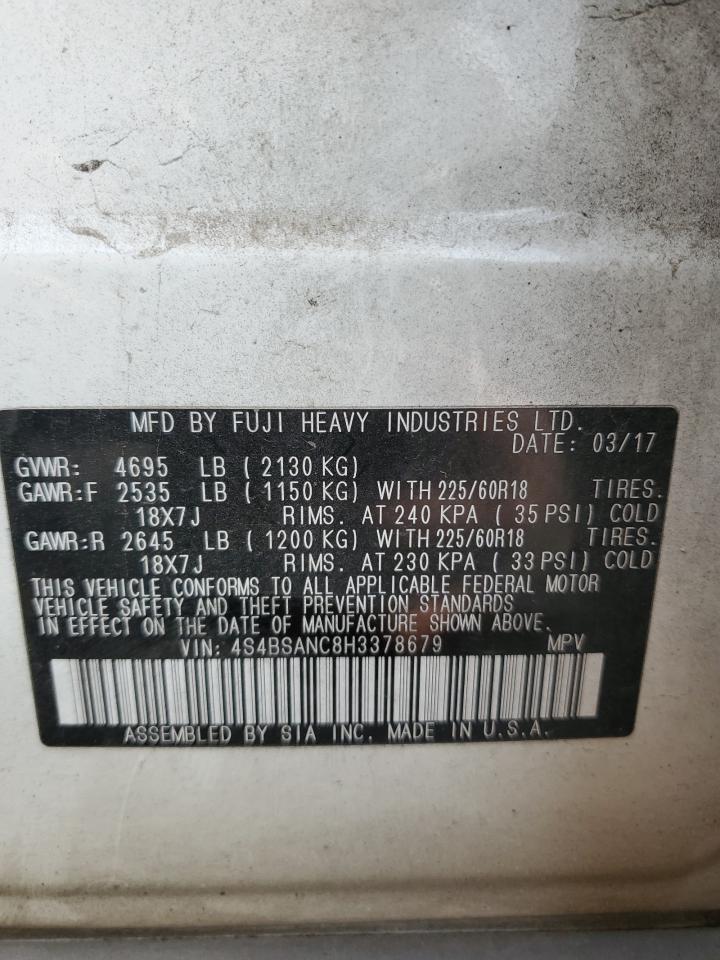 MFD BY FUJI HEAVY INDUSTRIES LTD.
DATE: 03/17
GVWR: 4695 LB ( 2130 KG)
GAWR:F 2535 LB ( 1150 KG) WITH 225/60R18 TIRES.
18X7J RIMS. AT 240 KPA ( 35 PSI) COLD
GAWR:R 2645 LB ( 1200 KG) WITH 225/60R18 TIRES.
18X7J RIMS. AT 230 KPA ( 33 PSI) COLD
THIS VEHICLE CONFORMS TO ALL APPLICABLE FEDERAL MOTOR
VEHICLE SAFETY AND THEFT PREVENTION STANDARDS
IN EFFECT ON THE DATE OF MANUFACTURE SHOWN ABOVE.
VIN: 4S4BSANC8H3378679 MPV
ASSEMBLED BY SIA INC. MADE IN U.S.A.